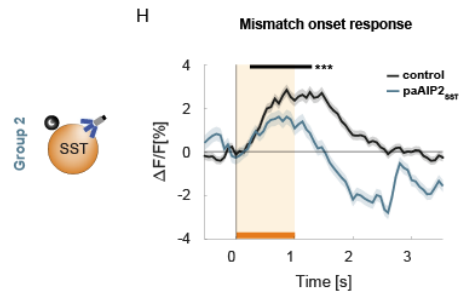 H
Mismatch onset response
Group 2
SST
ΔF/F[%]
4
2
0
-2
-4
***
control
paAIP2SST
0
1
2
3
Time [s]